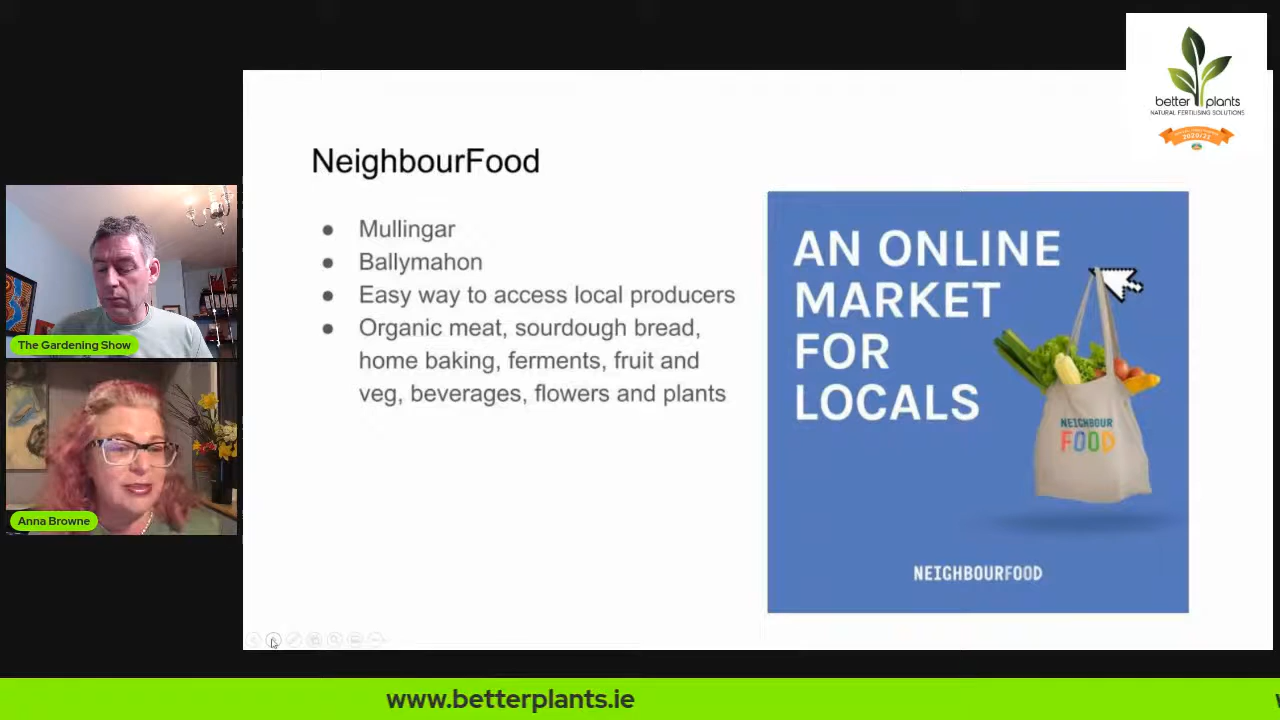 better plants
NATURAL FERTILISING SOLUTIONS
2020/21
NeighbourFood
● Mullingar
● Ballymahon
● Easy way to access local producers
● Organic meat, sourdough bread,
home baking, ferments, fruit and
veg, beverages, flowers and plants
AN ONLINE
MARKET
FOR
LOCALS
NEIGHBOUR
FOOD
NEIGHBOURFOOD
The Gardening Show
Anna Browne
www.betterplants.ie